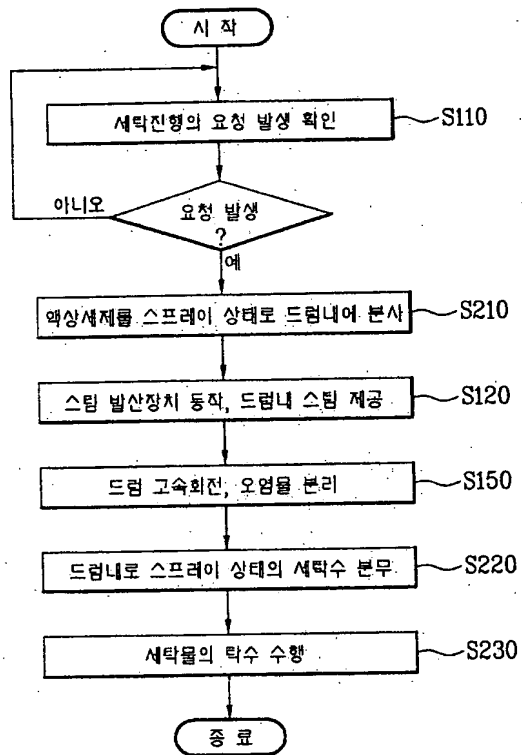 시 작
세탁진행의 요청 발생 확인
S110
아니오
요청 발생
?
예
액상세제를 스프레이 상태로 드럼내에 분사
S210
스팀 발산장치 동작, 드럼내 스팀 제공
S120
드럼 고속회전, 오염물 분리
S150
드럼내로 스프레이 상태의 세탁수 분무
S220
세탁물의 탁수 수행
S230
종 료